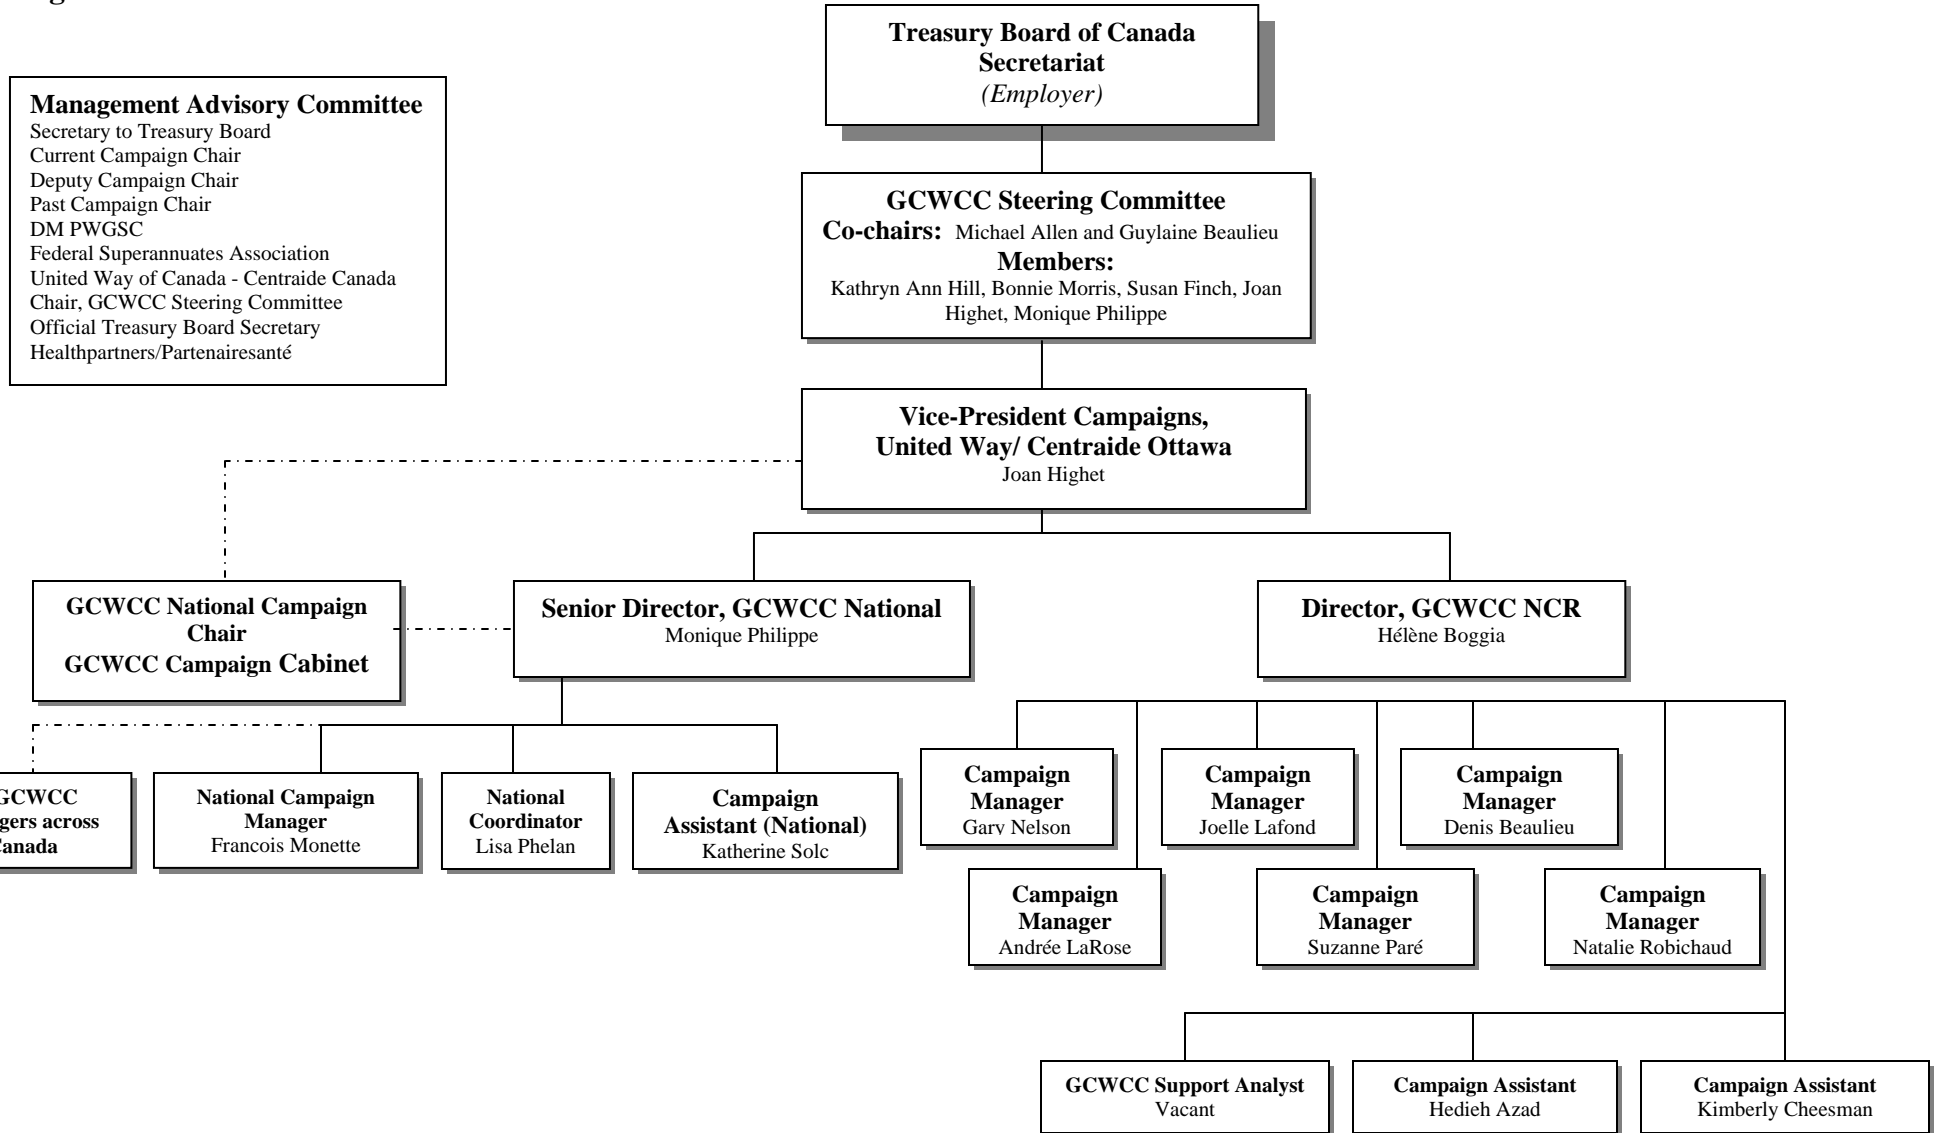 Treasury Board of Canada
Secretariat
(Employer)
Management Advisory Committee
Secretary to Treasury Board
Current Campaign Chair
Deputy Campaign Chair
Past Campaign Chair
DM PWGSC
Federal Superannuates Association
United Way of Canada - Centraide Canada
Chair, GCWCC Steering Committee
Official Treasury Board Secretary
Healthpartners/Partenairesanté
GCWCC Steering Committee
Co-chairs: Michael Allen and Guylaine Beaulieu
Members:
Kathryn Ann Hill, Bonnie Morris, Susan Finch, Joan
Highet, Monique Philippe
Vice-President Campaigns,
United Way/ Centraide Ottawa
Joan Highet
GCWCC National Campaign
Chair
GCWCC Campaign Cabinet
Senior Director, GCWCC National
Monique Philippe
Director, GCWCC NCR
Hélène Boggia
GCWCC
across
National Campaign
Manager
Francois Monette
National
Coordinator
Lisa Phelan
Campaign
Assistant (National)
Katherine Solc
Campaign
Manager
Gary Nelson
Campaign
Manager
Joelle Lafond
Campaign
Manager
Denis Beaulieu
Campaign
Manager
Andrée LaRose
Campaign
Manager
Suzanne Paré
Campaign
Manager
Natalie Robichaud
GCWCC Support Analyst
Vacant
Campaign Assistant
Hedieh Azad
Campaign Assistant
Kimberly Cheesman